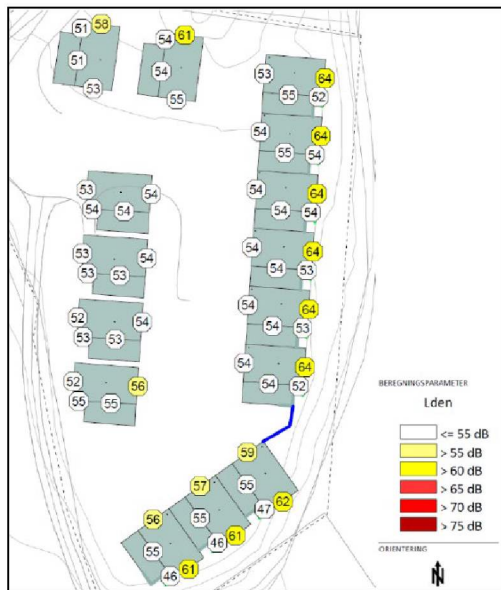 51 58
54 61
51
54
53
55
53 64
55 52
54 64
55 54
54 64
54 54
54 64
54 53
54 64
54 53
54 64
54 52
53 54
54 54
53 54
53 53
52 54
53 53
52 56
55 55
59
57 55 62
56 55 47
55 61
46
46 61
BEREGNINGSPARAMETER
Lden
<= 55 dB
> 55 dB
> 60 dB
> 65 dB
> 70 dB
> 75 dB
ORIENTERING
N